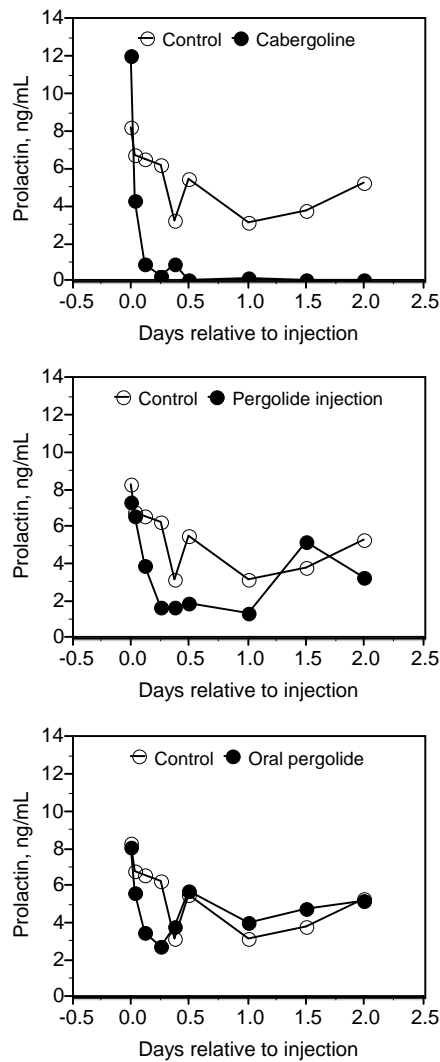 14
Control Cabergoline
12
10
8
6
4
2
0
Prolactin, ng/mL
-0.5 0.0 0.5 1.0 1.5 2.0 2.5
Days relative to injection
14
Control Pergolide injection
12
10
8
6
4
2
0
Prolactin, ng/mL
-0.5 0.0 0.5 1.0 1.5 2.0 2.5
Days relative to injection
14
Control Oral pergolide
12
10
8
6
4
2
0
Prolactin, ng/mL
-0.5 0.0 0.5 1.0 1.5 2.0 2.5
Days relative to injection